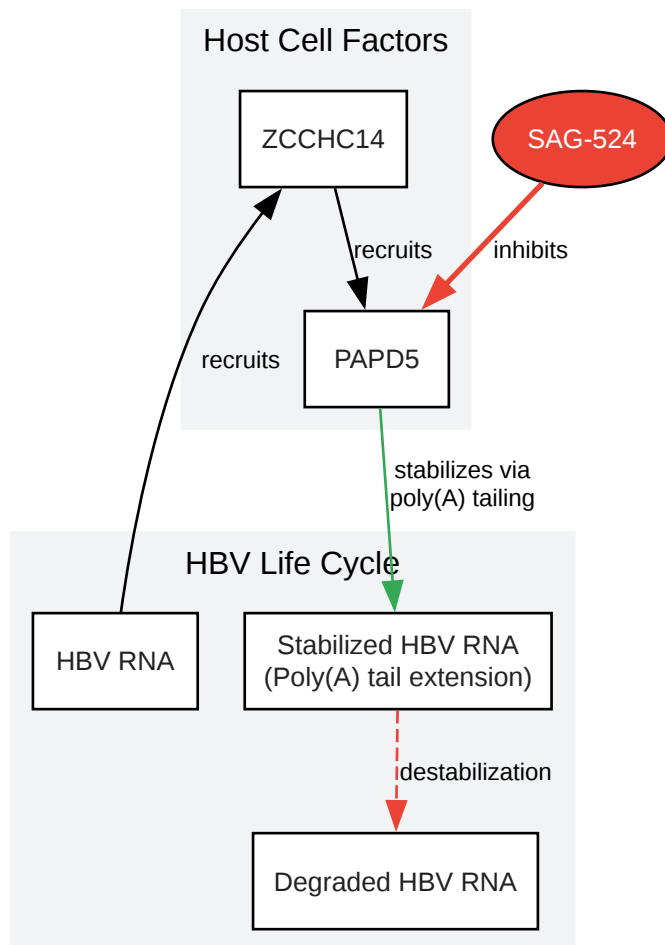 Host Cell Factors
ZCCHC14
SAG-524
recruits
inhibits
recruits
PAPD5
stabilizes via
poly(A) tailing
HBV Life Cycle
HBV RNA
Stabilized HBV RNA
(Poly(A) tail extension)
destabilization
Degraded HBV RNA